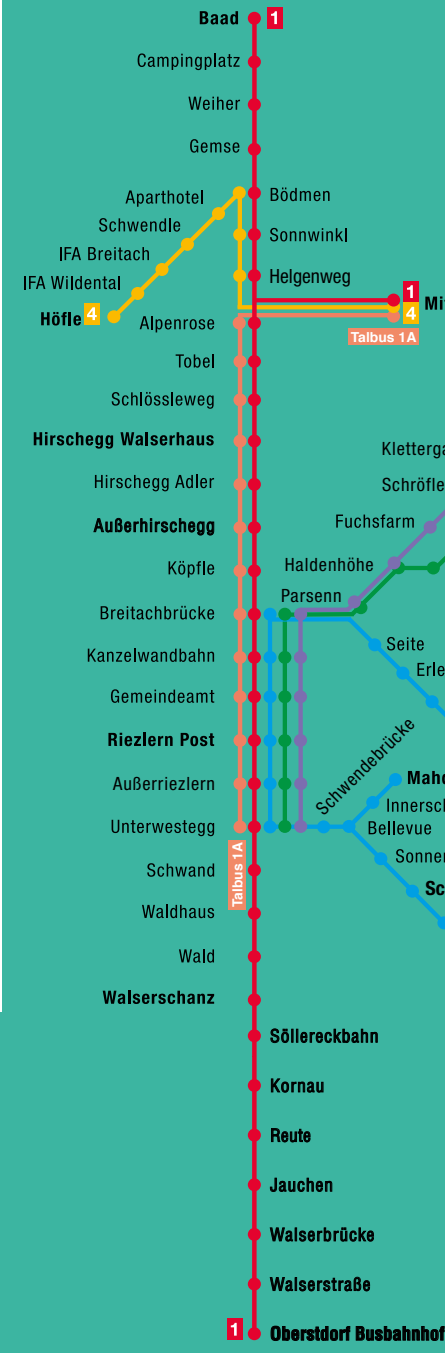 Baad 1
Campingplatz
Weiher
Gemse
Aparthotel
Bödmen
Schwendle
Sonnwinkl
IFA Breitach
IFA Wildental
Helgenweg
1
Höfle 4
4
Alpenrose
Talbus 1A
Tobel
Schlössleweg
Hirschegg Walserhaus
Hirschegg Adler
Außerhirschegg
Fuchsfarm
Köpfle
Haldenhöhe
Parsenn
Breitachbrücke
Seite
Kanzelwandbahn
Gemeindeamt
Riezlern Post
Schwendebrücke
Außerriezlern
Unterwestegg
Bellevue
Talbus 1A
Schwand
Waldhaus
Wald
Walserschanz
Söllereckbahn
Kornau
Reute
Jauchen
Walserbrücke
Walserstraße
1 Oberstdorf Busbahnhof